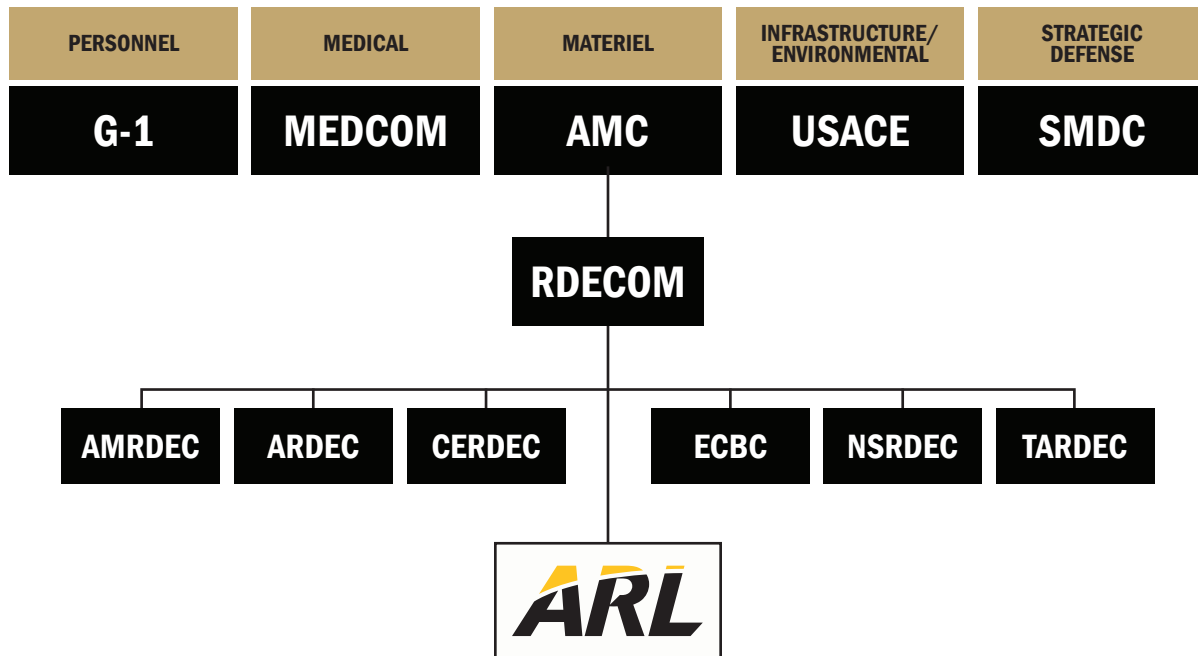 PERSONNEL
MEDICAL
MATERIEL
INFRASTRUCTURE/
ENVIRONMENTAL
STRATEGIC
DEFENSE
G-1
MEDCOM
AMC
USACE
SMDC
RDECOM
AMRDEC
ARDEC
CERDEC
ECBC
NSRDEC
TARDEC
ARL